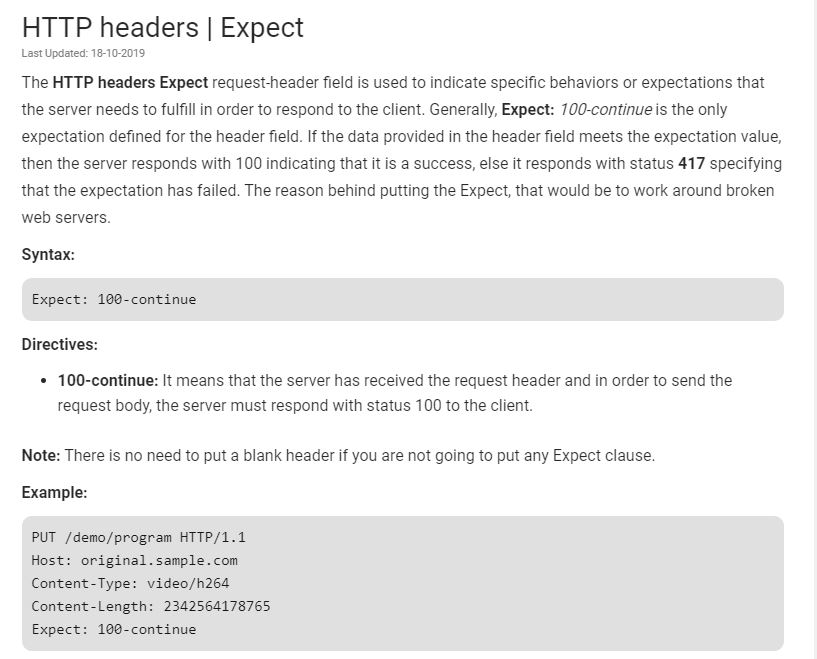 HTTP headers | Expect
Last Updated: 18-10-2019
The HTTP headers Expect request-header field is used to indicate specific behaviors or expectations that
the server needs to fulfill in order to respond to the client. Generally, Expect: 100-continue is the only
expectation defined for the header field. If the data provided in the header field meets the expectation value,
then the server responds with 100 indicating that it is a success, else it responds with status 417 specifying
that the expectation has failed. The reason behind putting the Expect, that would be to work around broken
web servers.
Syntax:
Expect: 100-continue
Directives:
• 100-continue: It means that the server has received the request header and in order to send the
request body, the server must respond with status 100 to the client.
Note: There is no need to put a blank header if you are not going to put any Expect clause.
Example:
PUT /demo/program HTTP/1.1
Host: original.sample.com
Content-Type: video/h264
Content-Length: 2342564178765
Expect: 100-continue